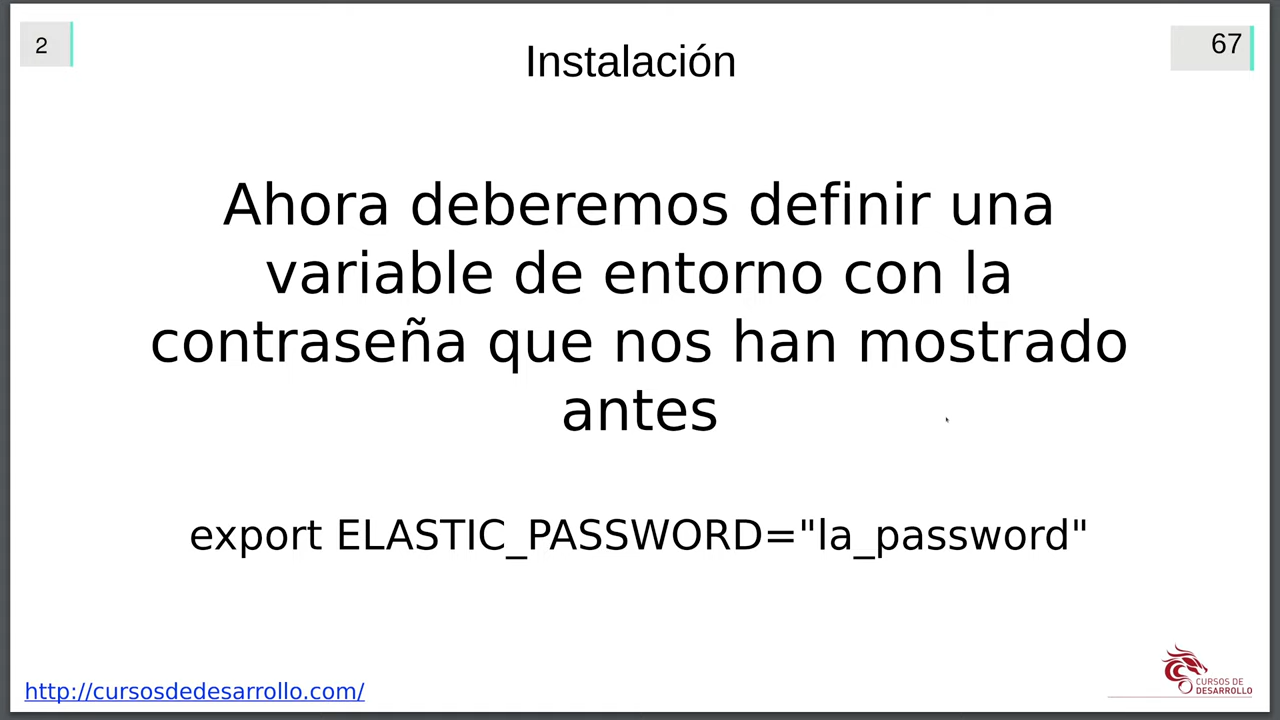 2
Instalación
67
Ahora deberemos definir una
variable de entorno con la
contraseña que nos han mostrado
antes
export ELASTIC_PASSWORD="la_password"
http://cursosdedesarrollo.com/
CURSOS DE
DESARROLLO